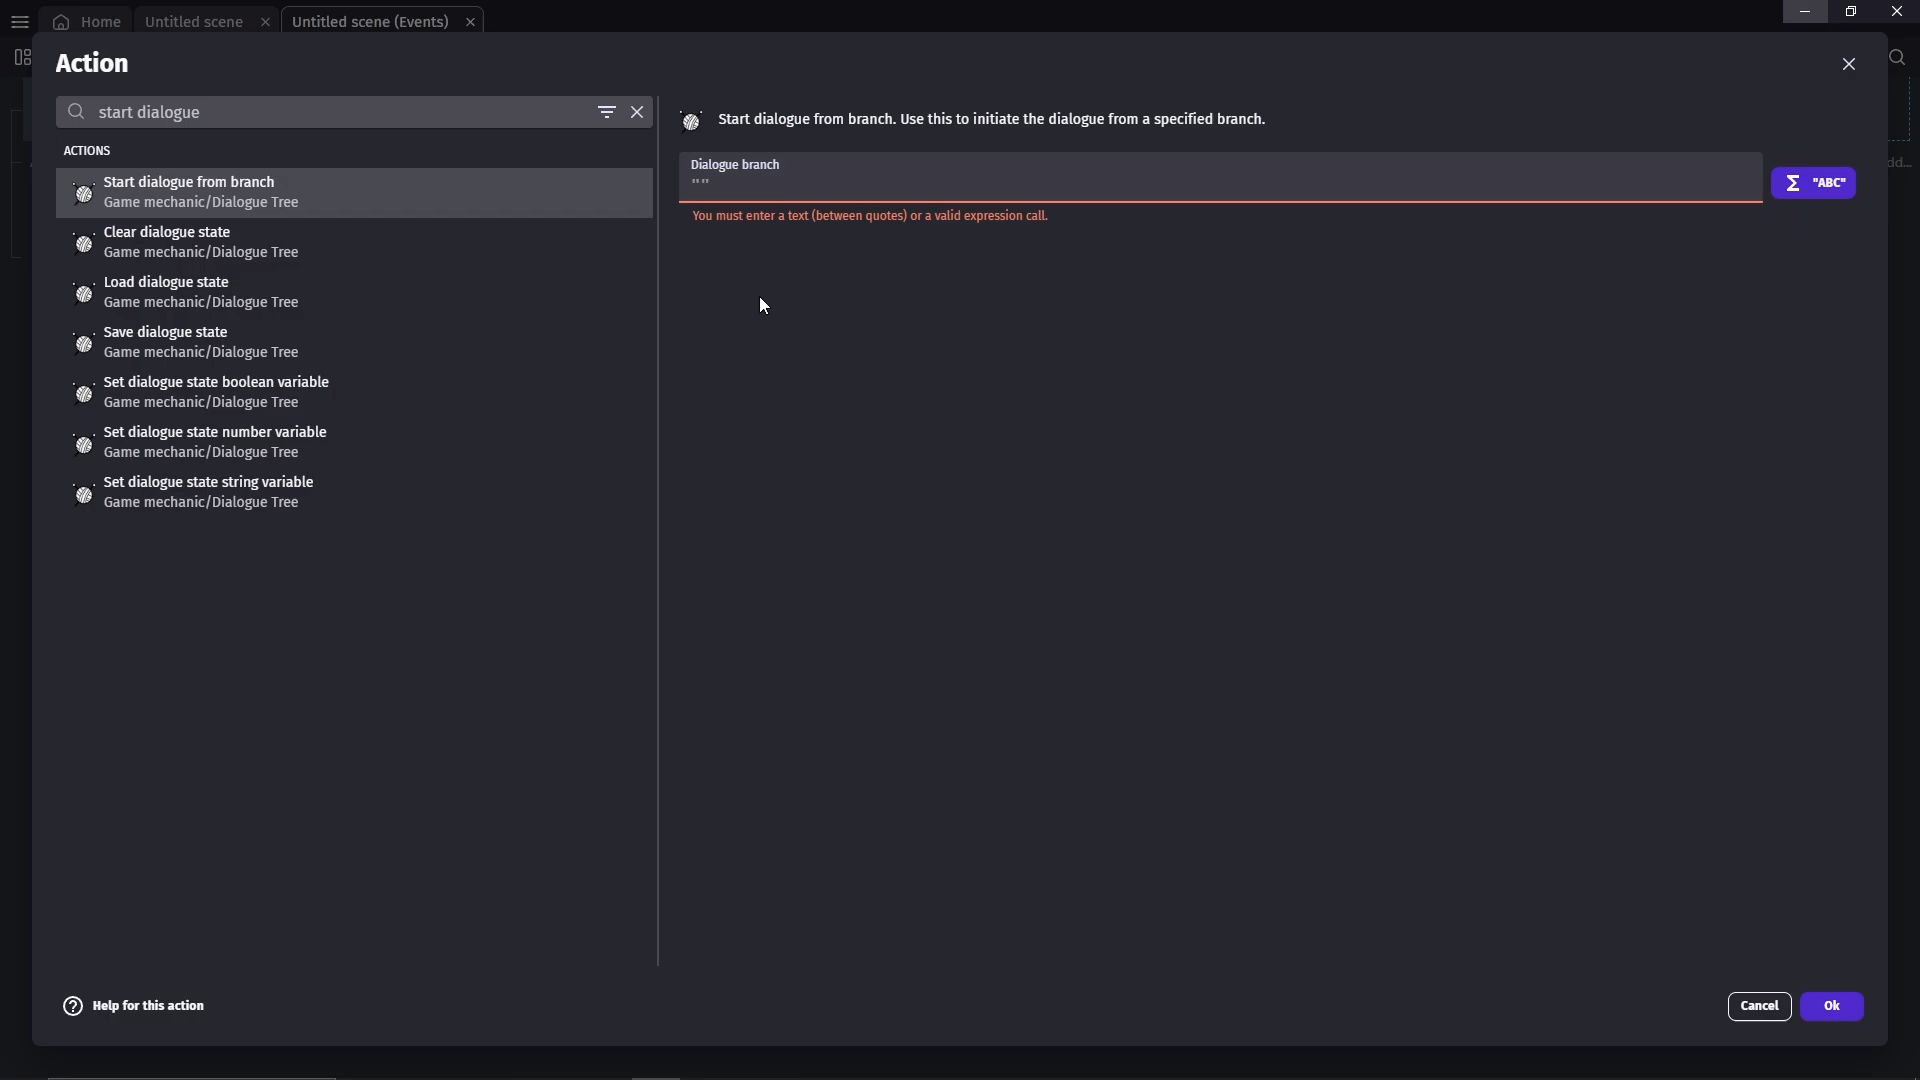 Home
Untitled scene
Untitled scene (Events)
Action
start dialogue
ACTIONS
Start dialogue from branch
Game mechanic/Dialogue Tree
Clear dialogue state
Game mechanic/Dialogue Tree
Load dialogue state
Game mechanic/Dialogue Tree
Save dialogue state
Game mechanic/Dialogue Tree
Set dialogue state boolean variable
Game mechanic/Dialogue Tree
Set dialogue state number variable
Game mechanic/Dialogue Tree
Set dialogue state string variable
Game mechanic/Dialogue Tree
Start dialogue from branch. Use this to initiate the dialogue from a specified branch.
Dialogue branch
""
Σ "ABC"
You must enter a text (between quotes) or a valid expression call.
dd...
Help for this action
Cancel
Ok